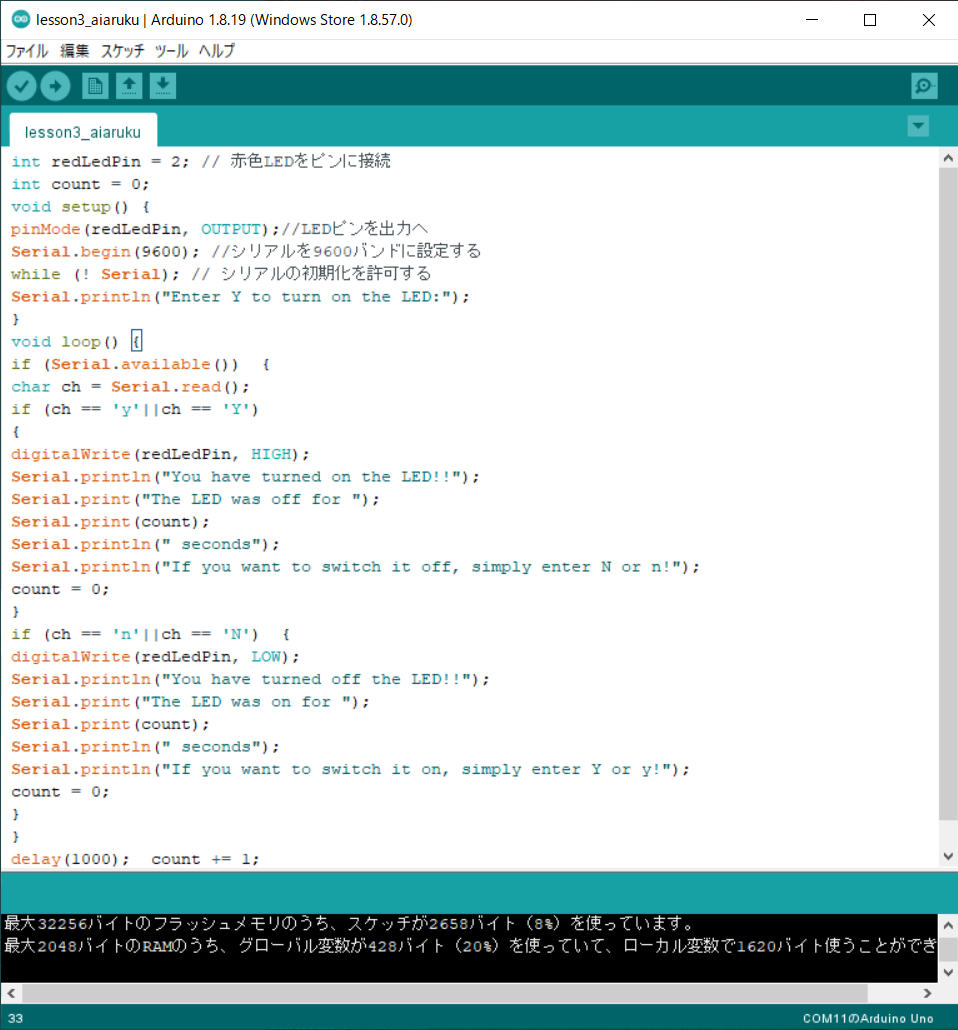 lesson3_aiaruku | Arduino 1.8.19 (Windows Store 1.8.57.0)
ファイル 編集 スケッチ ツール ヘルプ
lesson3_aiaruku
int redLedPin = 2; // 赤色LEDをピンに接続
int count = 0;
void setup() {
pinMode(redLedPin, OUTPUT);//LEDピンを出力へ
Serial.begin(9600); //シリアルを9600バンドに設定する
while (! Serial); // シリアルの初期化を許可する
Serial.println("Enter Y to turn on the LED:");
}
void loop() {
if (Serial.available())  {
char ch = Serial.read();
if (ch == 'y'||ch == 'Y')
{
digitalWrite(redLedPin, HIGH);
Serial.println("You have turned on the LED!!");
Serial.print("The LED was off for ");
Serial.print(count);
Serial.println(" seconds");
Serial.println("If you want to switch it off, simply enter N or n!");
count = 0;
}
if (ch == 'n'||ch == 'N')  {
digitalWrite(redLedPin, LOW);
Serial.println("You have turned off the LED!!");
Serial.print("The LED was on for ");
Serial.print(count);
Serial.println(" seconds");
Serial.println("If you want to switch it on, simply enter Y or y!");
count = 0;
}
}
delay(1000);  count += 1;
最大32256バイトのフラッシュメモリのうち、スケッチが2658バイト（8%）を使っています。
最大2048バイトのRAMのうち、グローバル変数が428バイト（20%）を使っていて、ローカル変数で1620バイト使うことができ
33
COM11のArduino Uno